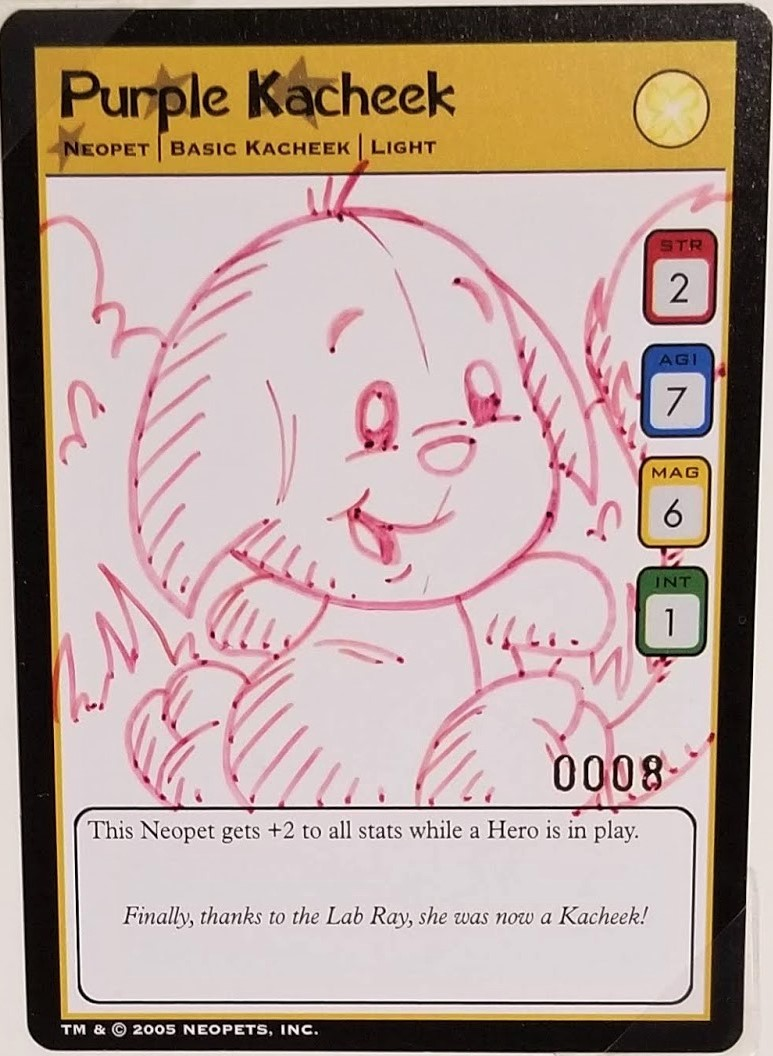 Purple Kacheek
NEOPET | BASIC KACHEEK | LIGHT
STR
2
AGI
7
MAG
6
INT
1
0008
This Neopet gets +2 to all stats while a Hero is in play.
Finally, thanks to the Lab Ray, she was now a Kacheek!
TM & © 2005 NEOPETS, INC.